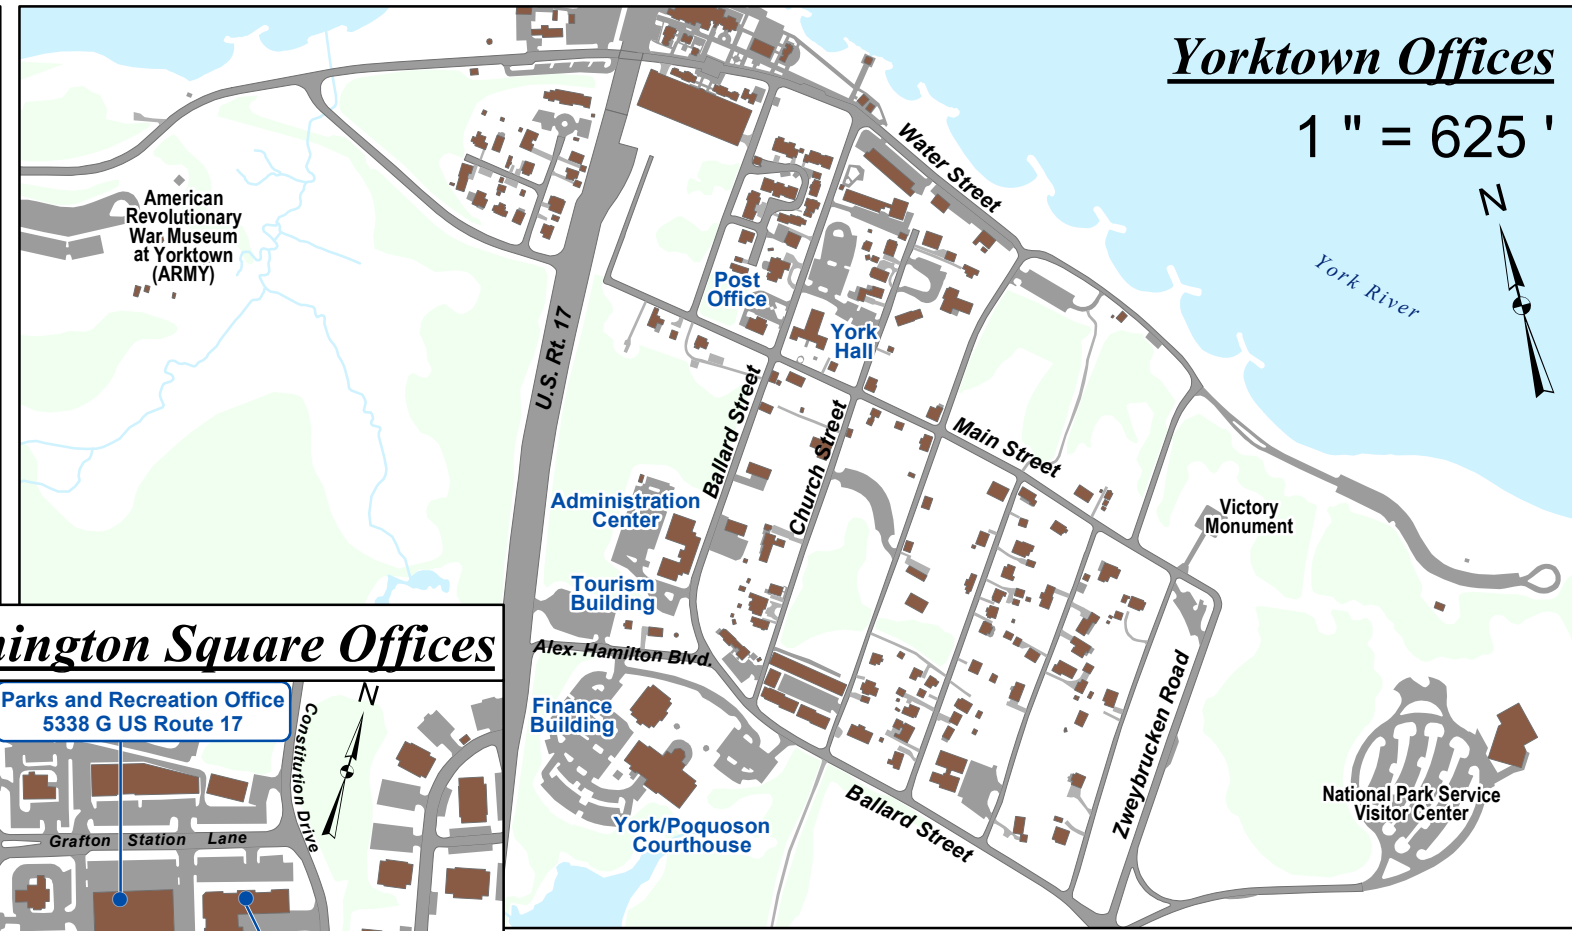 Yorktown Offices
1 " = 625 '
N
York River
Water Street
American
Revolutionary
War Museum
at Yorktown
(ARMY)
Post
Office
York
Hall
U.S. Rt. 17
Ballard Street
Church Street
Main Street
Administration
Center
Victory
Monument
Tourism
Building
Alex. Hamilton Blvd.
Finance
Building
Zweybrucken Road
National Park Service
Visitor Center
York/Poquoson
Courthouse
Ballard Street
Square Offices
N
Parks and Recreation Office
5338 G US Route 17
Constitution Drive
Grafton Station Lane